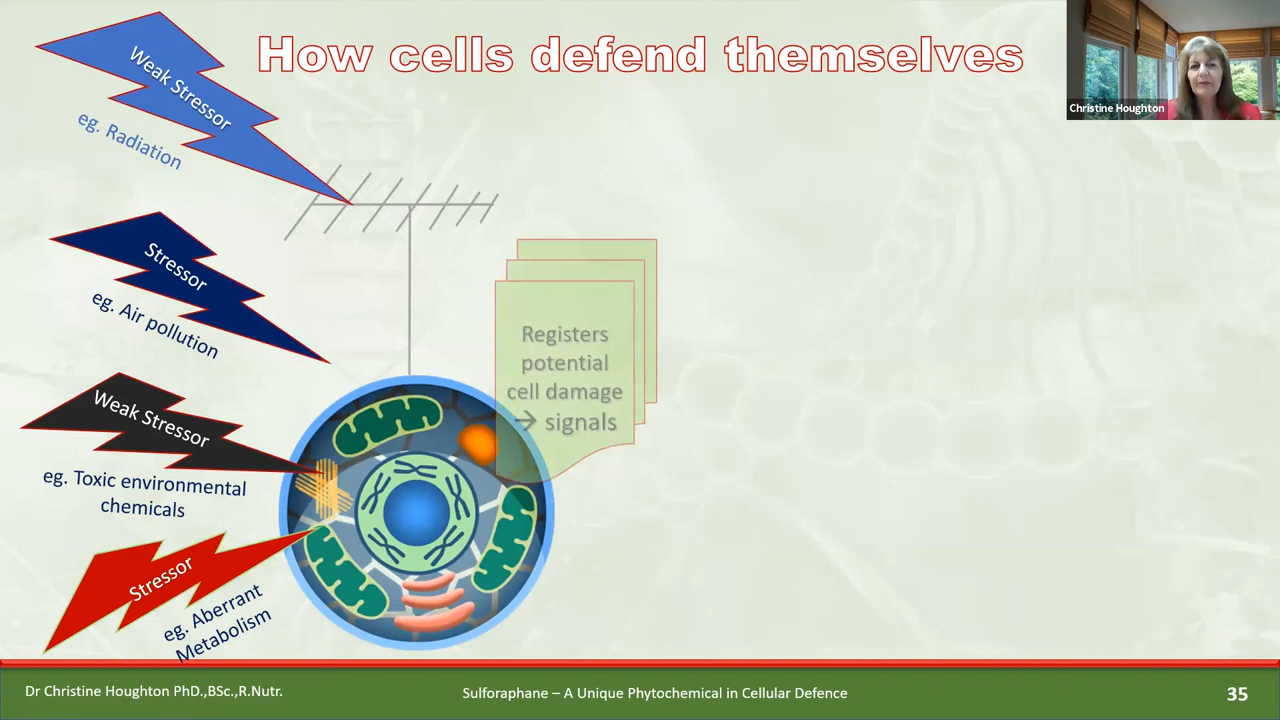 How cells defend themselves
Christine Houghton
Weak Stressor
eg. Radiation
Stressor
eg. Air pollution
Weak Stressor
eg. Toxic environmental
chemicals
Stressor
eg. Aberrant
Metabolism
Registers
potential
cell damage
→ signals
Dr Christine Houghton PhD.,BSc.,R.Nutr.
Sulforaphane – A Unique Phytochemical in Cellular Defence
35